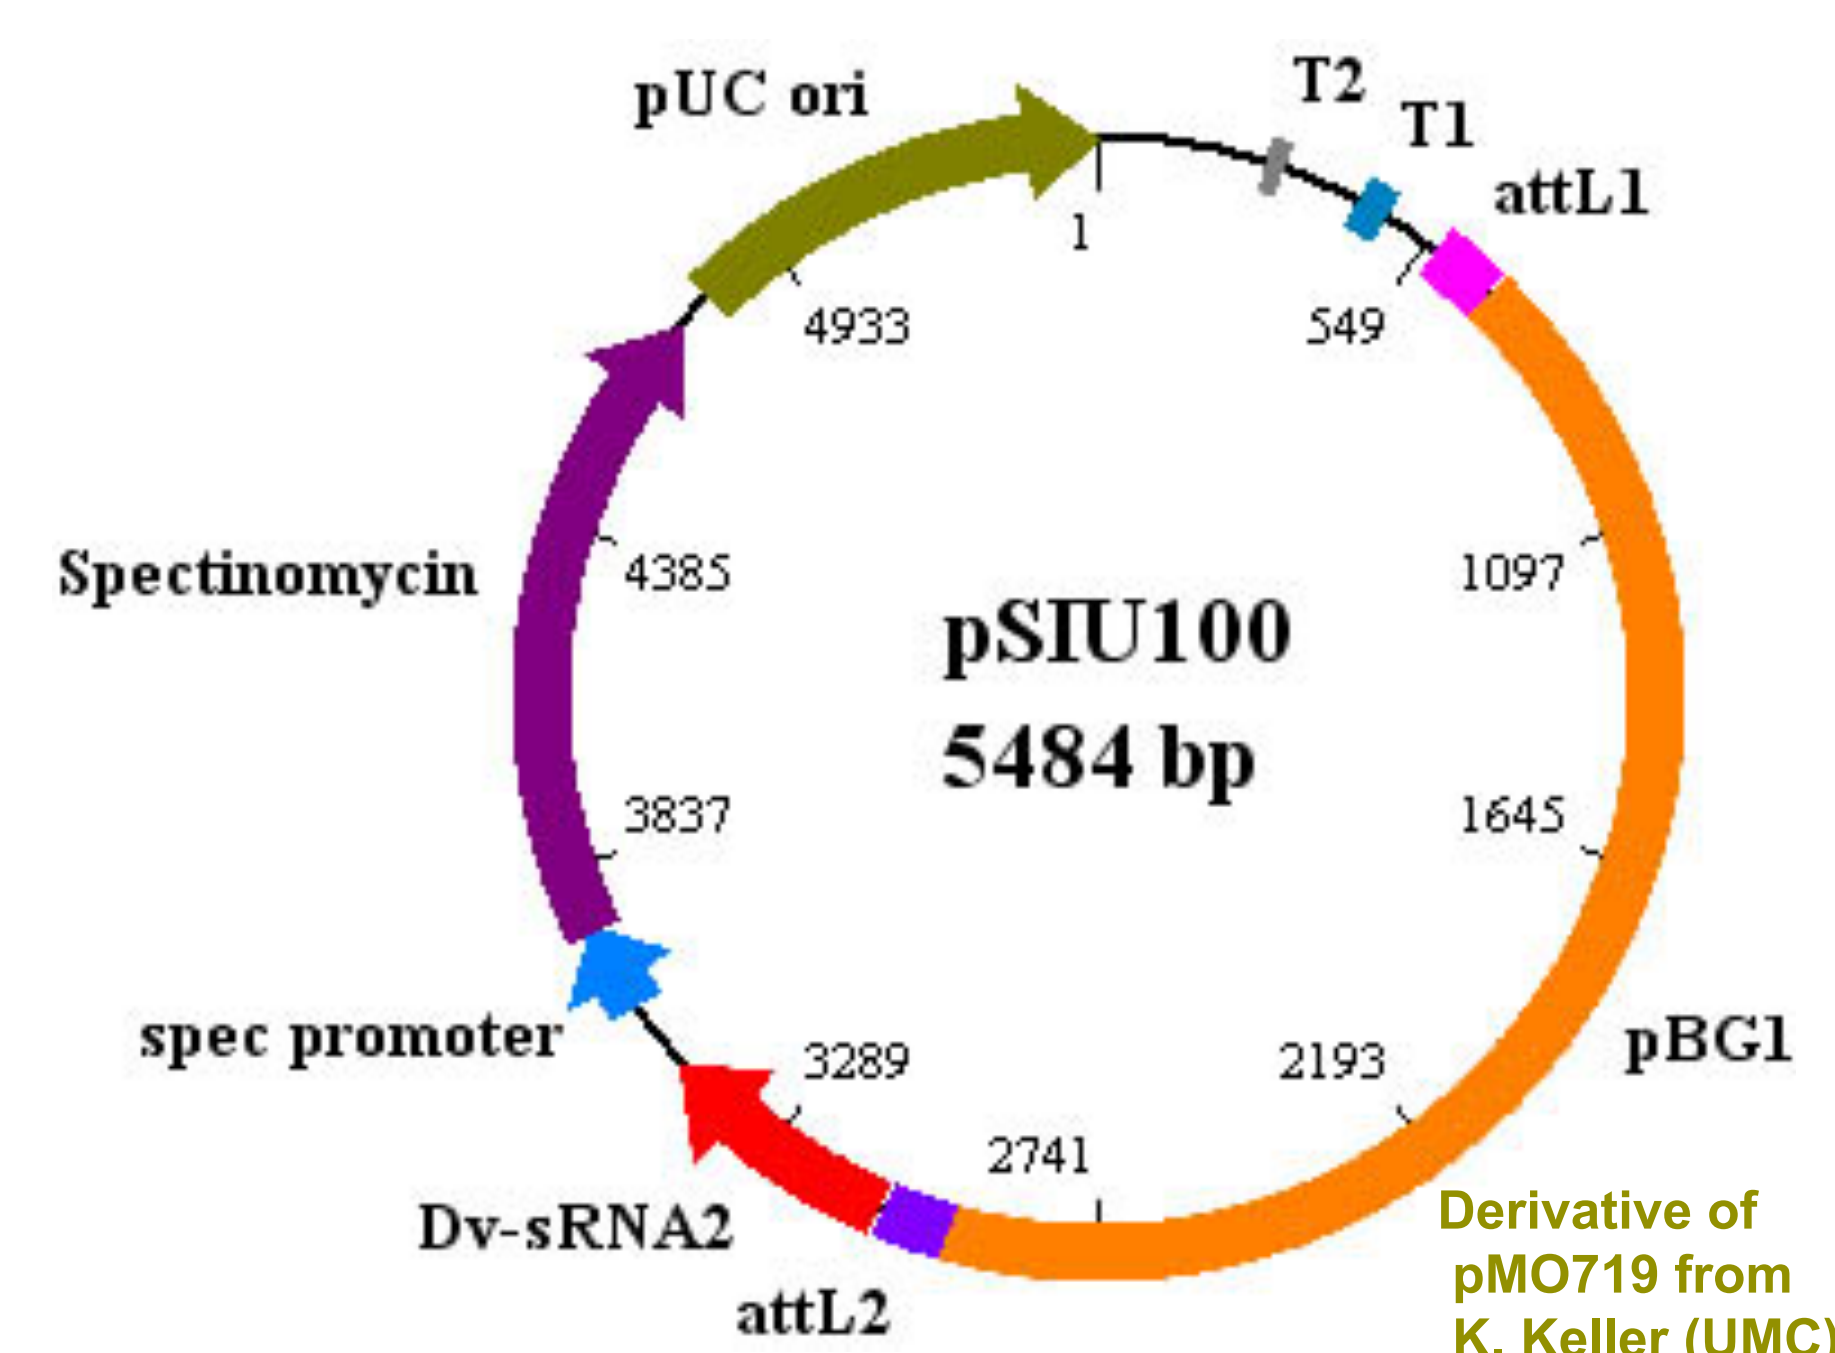 pUC ori
T2
T1
attL1
1
4933
549
Spectinomycin
4385
1097
pSIU100
5484 bp
3837
1645
spec promoter
3289
2193
pBG1
2741
Dv-sRNA2
attL2
Derivative of
pMO719 from
K. Keller (UMC)